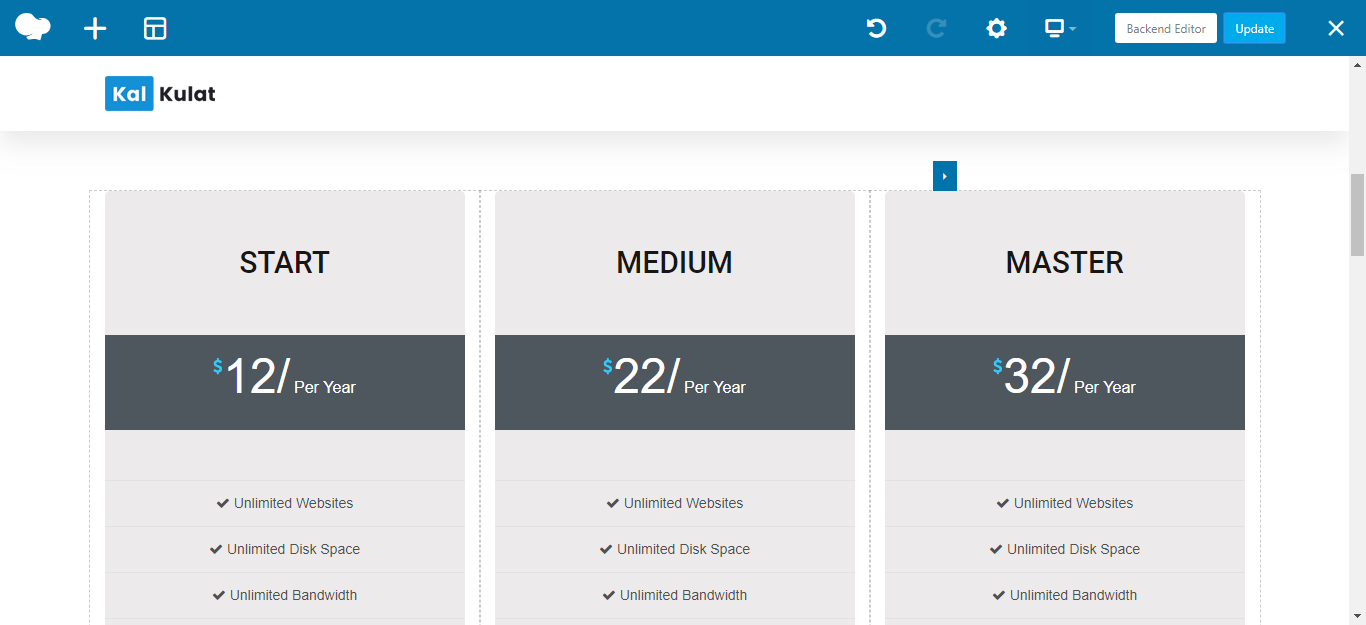 Backend Editor
Update
Kal Kulat
START
MEDIUM
MASTER
$12/ Per Year
$22/ Per Year
$32/ Per Year
Unlimited Websites
Unlimited Websites
Unlimited Websites
Unlimited Disk Space
Unlimited Disk Space
Unlimited Disk Space
Unlimited Bandwidth
Unlimited Bandwidth
Unlimited Bandwidth